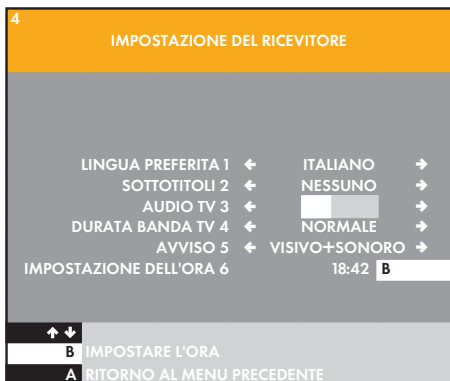 4
IMPOSTAZIONE DEL RICEVITORE
LINGUA PREFERITA 1 ← ITALIANO →
SOTTOTITOLI 2 ← NESSUNO →
AUDIO TV 3 ← →
DURATA BANDA TV 4 ← NORMALE →
AVVISO 5 ← VISIVO+SONORO →
IMPOSTAZIONE DELL'ORA 6 18:42 B
↑ ↓
B IMPOSTARE L'ORA
A RITORNO AL MENU PRECEDENTE